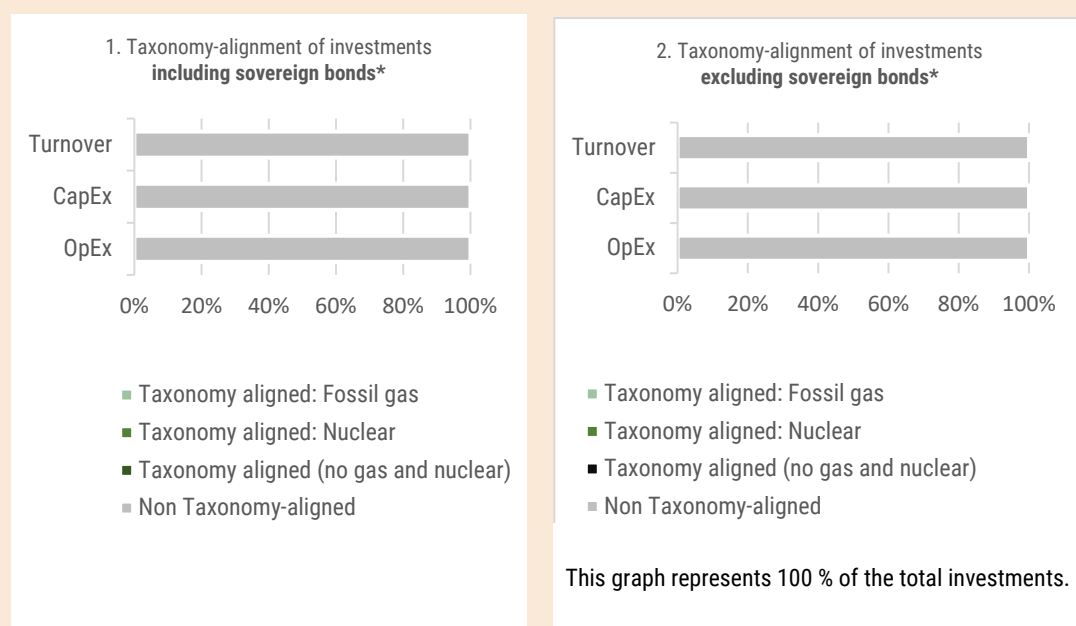 1. Taxonomy-alignment of investments
including sovereign bonds*
Turnover
CapEx
OpEx
0% 20% 40% 60% 80% 100%
Taxonomy aligned: Fossil gas
Taxonomy aligned: Nuclear
Taxonomy aligned (no gas and nuclear)
Non Taxonomy-aligned
2. Taxonomy-alignment of investments
excluding sovereign bonds*
Turnover
CapEx
OpEx
0% 20% 40% 60% 80% 100%
Taxonomy aligned: Fossil gas
Taxonomy aligned: Nuclear
Taxonomy aligned (no gas and nuclear)
Non Taxonomy-aligned
This graph represents 100 % of the total investments.